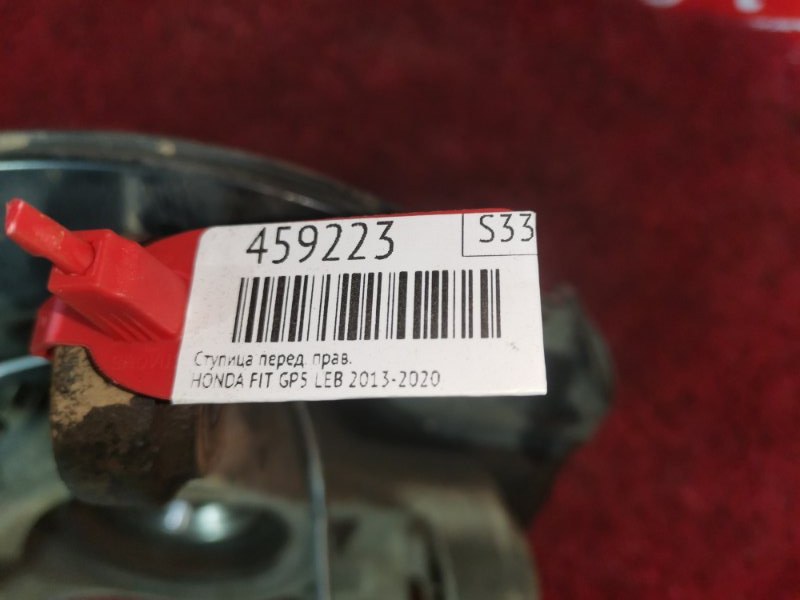 459223
S33
Ступица перед. прав.
HONDA FIT GP5 LEB 2013-2020